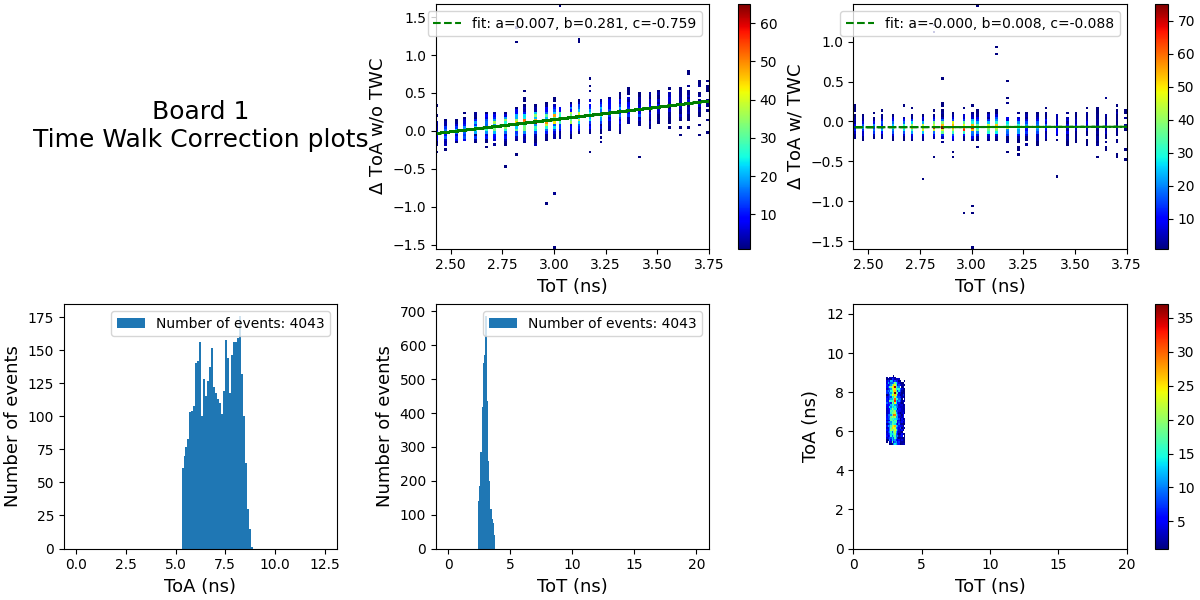 Board 1
Time Walk Correction plots
Δ ToA w/o TWC
1.5
1.0
0.5
0.0
−0.5
−1.0
−1.5
fit: a=0.007, b=0.281, c=-0.759
2.50 2.75 3.00 3.25 3.50 3.75
ToT (ns)
60
50
40
30
20
10
Δ ToA w/ TWC
1.0
0.5
0.0
−0.5
−1.0
−1.5
fit: a=-0.000, b=0.008, c=-0.088
2.50 2.75 3.00 3.25 3.50 3.75
ToT (ns)
70
60
50
40
30
20
10
Number of events
175
150
125
100
75
50
25
0
Number of events: 4043
0.0 2.5 5.0 7.5 10.0 12.5
ToA (ns)
Number of events
700
600
500
400
300
200
100
0
Number of events: 4043
0 5 10 15 20
ToT (ns)
ToA (ns)
12
10
8
6
4
2
0
0 5 10 15 20
ToT (ns)
35
30
25
20
15
10
5